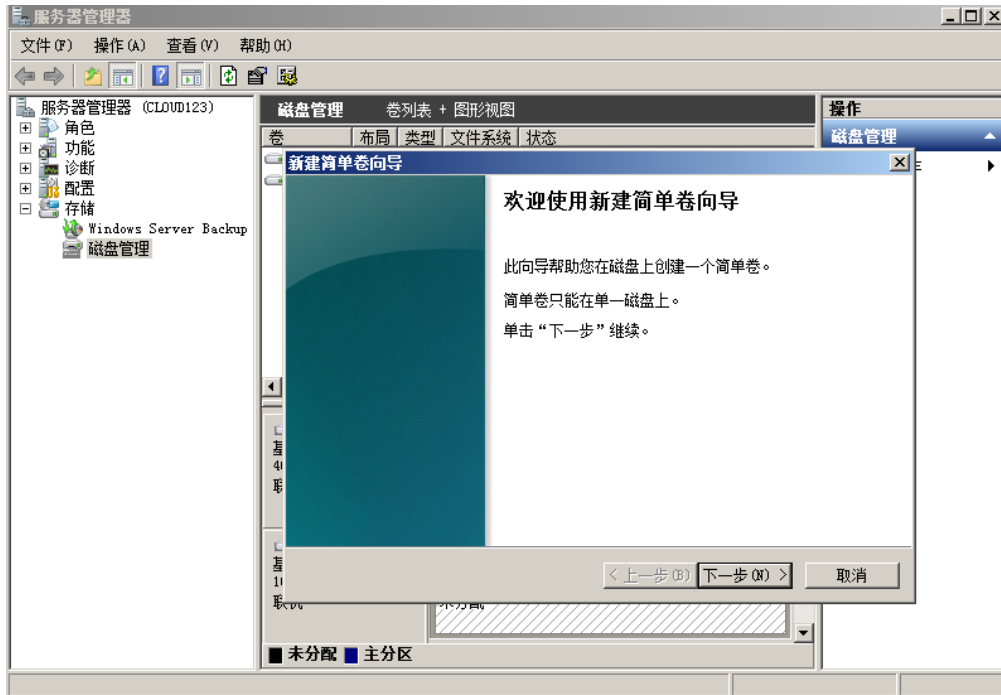 服务器管理器
文件(F) 操作(A) 查看(V) 帮助(H)
服务器管理器 (CLOUD123)
角色
功能
诊断
配置
存储
Windows Server Backup
磁盘管理
磁盘管理 卷列表 + 图形视图
卷 布局 类型 文件系统 状态
操作
磁盘管理
新建简单卷向导
欢迎使用新建简单卷向导
此向导帮助您在磁盘上创建一个简单卷。
简单卷只能在单一磁盘上。
单击“下一步”继续。
< 上一步(B) 下一步(N) > 取消
未分配 主分区